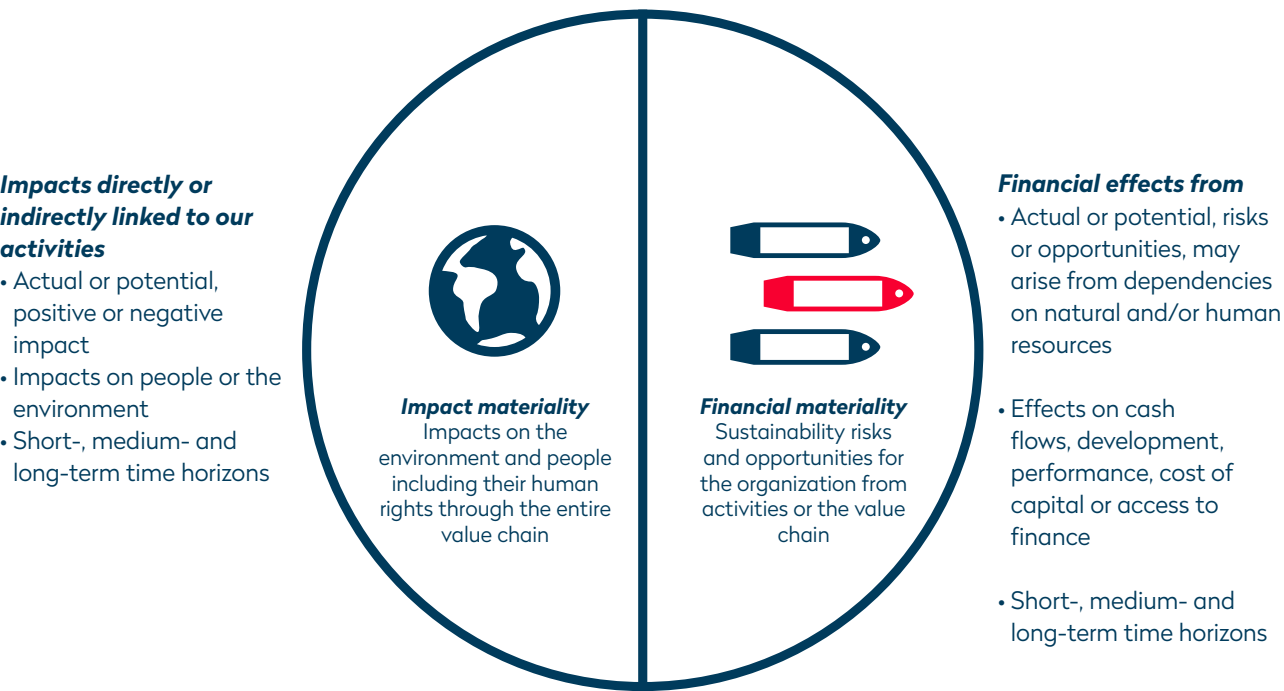 Impacts directly or
indirectly linked to our
activities
• Actual or potential,
positive or negative
impact
• Impacts on people or the
environment
• Short-, medium- and
long-term time horizons
Impact materiality
Impacts on the
environment and people
including their human
rights through the entire
value chain
Financial materiality
Sustainability risks
and opportunities for
the organization from
activities or the value
chain
Financial effects from
• Actual or potential, risks
or opportunities, may
arise from dependencies
on natural and/or human
resources
• Effects on cash
flows, development,
performance, cost of
capital or access to
finance
• Short-, medium- and
long-term time horizons